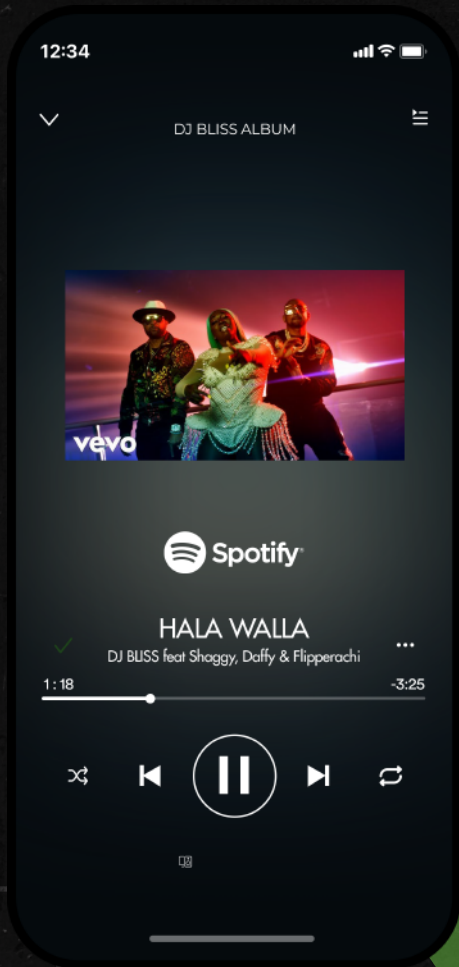 12:34
DJ BLISS ALBUM
vevo
Spotify
HALA WALLA
DJ BLISS feat Shaggy, Daffy & Flipperachi
1:18
-3:25